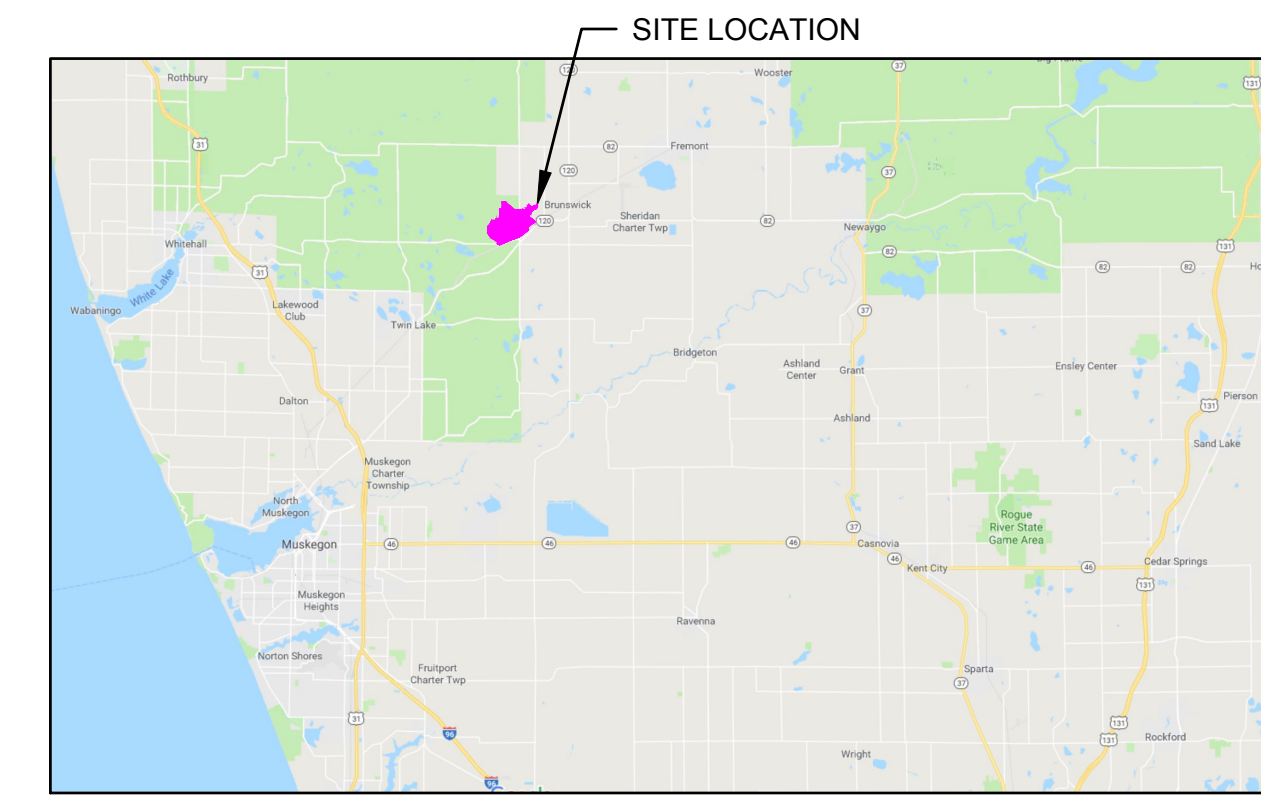 SITE LOCATION
Rothbury
120
Wooster
37
131
31
82
Fremont
120
37
Brunswick
120
Sheridan
Charter Twp
82
Newaygo
Whitehall
82
131
31
82
82
White Lake
Wabaningo
Lakewood
Club
37
Twin Lake
Bridgeton
Ashland
Center
Grant
Ensley Center
Pierson
131
Dalton
Ashland
Sand Lake
Muskegon
Charter
Township
North
Muskegon
Rogue
River State
Game Area
37
Muskegon
46
46
46
Casnovia
46
Kent City
46
Cedar Springs
131
Muskegon
Heights
Ravenna
Norton Shores
Fruitport
Charter Twp
Sparta
37
31
131
96
131
Rockford
Wright
96